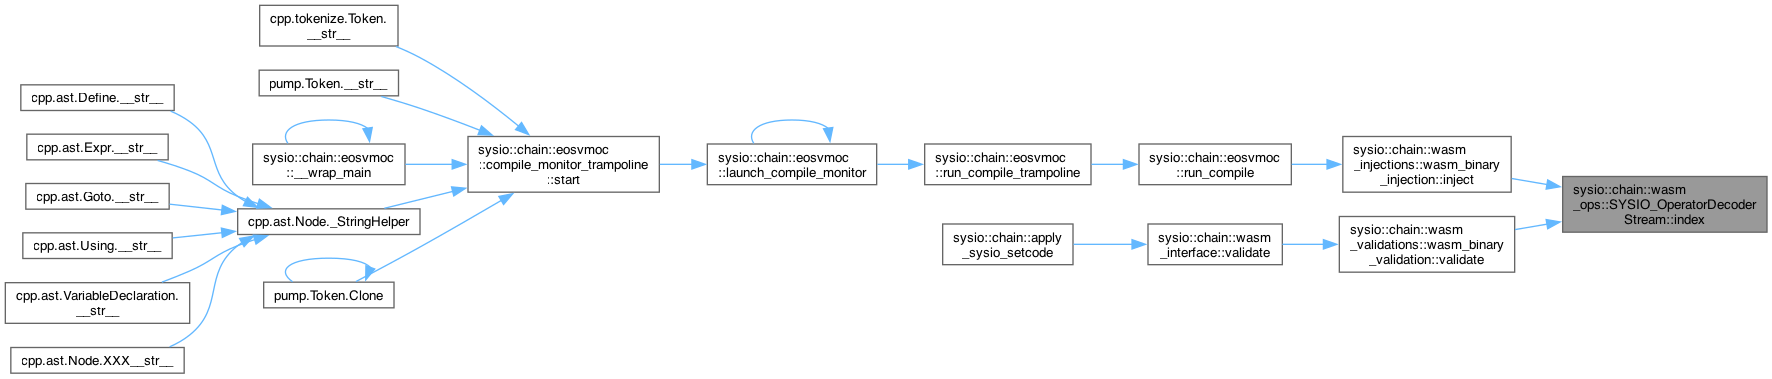 cpp.tokenize.Token.
__str__
pump.Token.__str__
cpp.ast.Define.__str__
cpp.ast.Expr.__str__
cpp.ast.Goto.__str__
cpp.ast.Using.__str__
cpp.ast.VariableDeclaration.
__str__
cpp.ast.Node.XXX__str__
sysio::chain::eosvmoc
::__wrap_main
cpp.ast.Node._StringHelper
pump.Token.Clone
sysio::chain::eosvmoc
::compile_monitor_trampoline
::start
sysio::chain::eosvmoc
::launch_compile_monitor
sysio::chain::eosvmoc
::run_compile_trampoline
sysio::chain::eosvmoc
::run_compile
sysio::chain::wasm
_injections::wasm_binary
_injection::inject
sysio::chain::apply
_sysio_setcode
sysio::chain::wasm
_interface::validate
sysio::chain::wasm
_validations::wasm_binary
_validation::validate
sysio::chain::wasm
_ops::SYSIO_OperatorDecoder
Stream::index